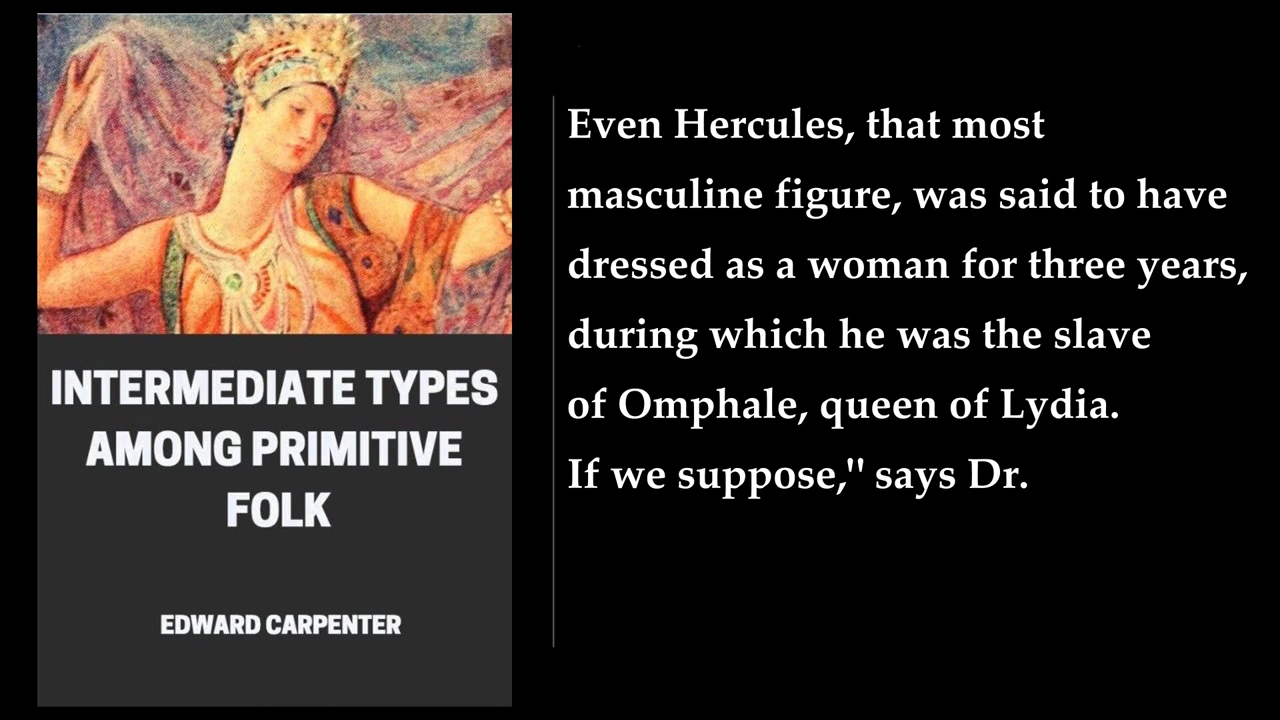 INTERMEDIATE TYPES
AMONG PRIMITIVE
FOLK
EDWARD CARPENTER
Even Hercules, that most
masculine figure, was said to have
dressed as a woman for three years,
during which he was the slave
of Omphale, queen of Lydia.
If we suppose," says Dr.